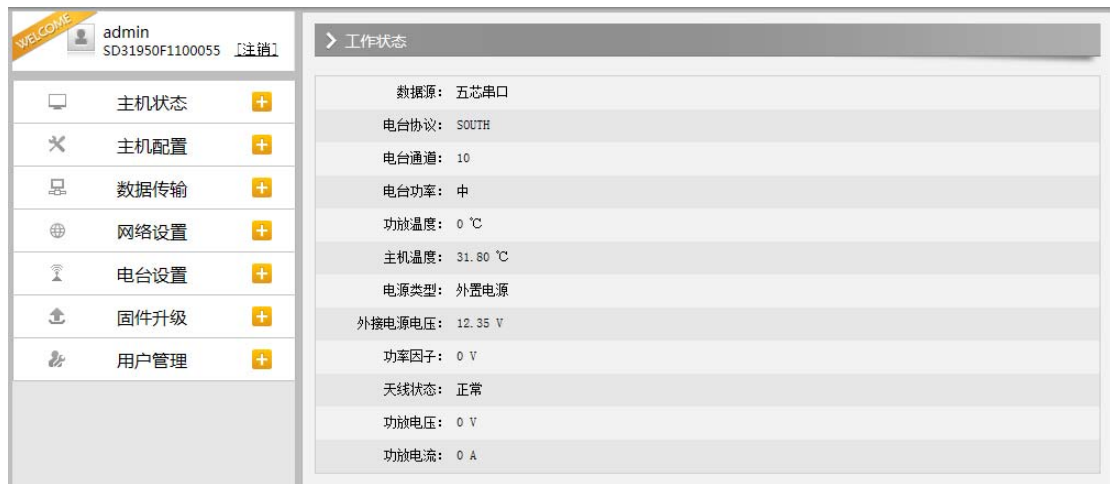 WELCOME
admin
SD31950F1100055 [注销]
主机状态
主机配置
数据传输
网络设置
电台设置
固件升级
用户管理
工作状态
数据源: 五芯串口
电台协议: SOUTH
电台通道: 10
电台功率: 中
功放温度: 0 ℃
主机温度: 31.80 ℃
电源类型: 外置电源
外接电源电压: 12.35 V
功率因子: 0 V
天线状态: 正常
功放电压: 0 V
功放电流: 0 A